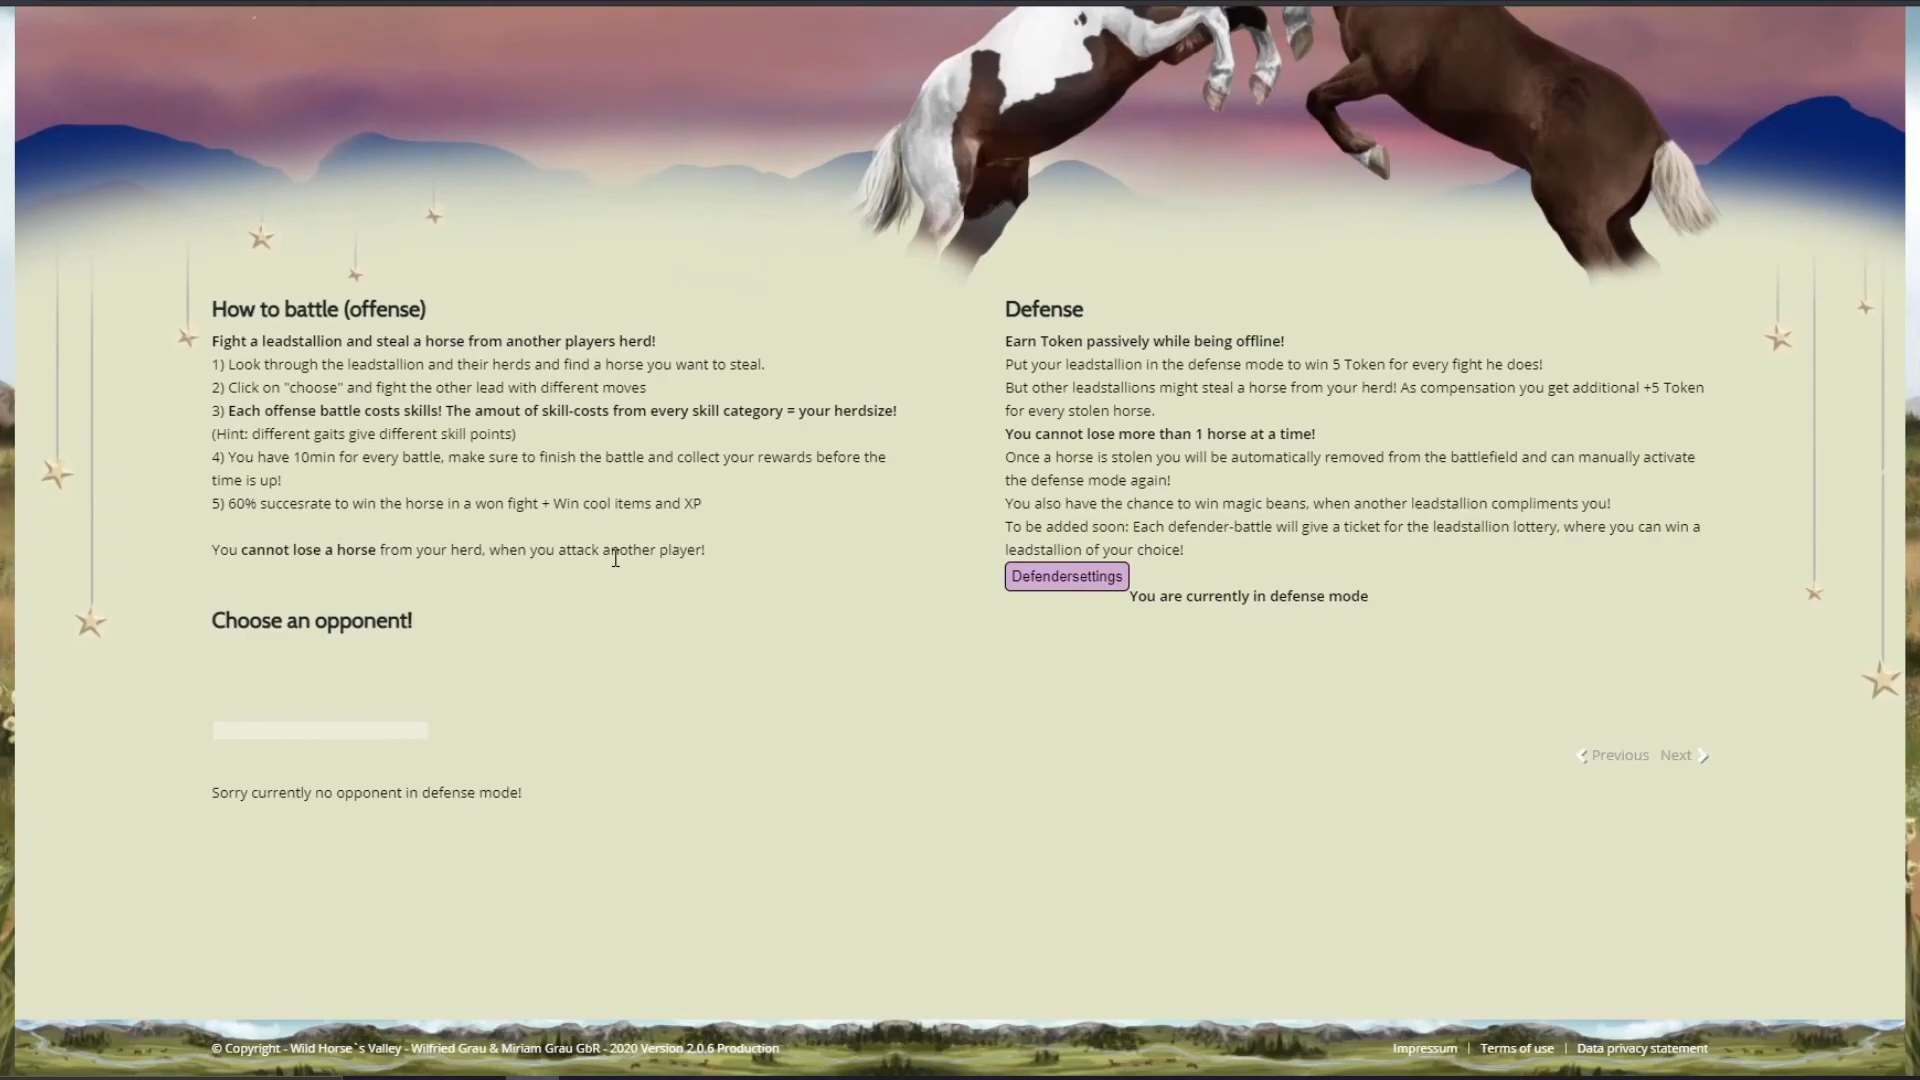 How to battle (offense)
Fight a leadstallion and steal a horse from another players herd!
1) Look through the leadstallion and their herds and find a horse you want to steal.
2) Click on "choose" and fight the other lead with different moves
3) Each offense battle costs skills! The amout of skill-costs from every skill category = your herdsize!
(Hint: different gaits give different skill points)
4) You have 10min for every battle, make sure to finish the battle and collect your rewards before the
time is up!
5) 60% succesrate to win the horse in a won fight + Win cool items and XP
You cannot lose a horse from your herd, when you attack another player!
Defense
Earn Token passively while being offline!
Put your leadstallion in the defense mode to win 5 Token for every fight he does!
But other leadstallions might steal a horse from your herd! As compensation you get additional +5 Token
for every stolen horse.
You cannot lose more than 1 horse at a time!
Once a horse is stolen you will be automatically removed from the battlefield and can manually activate
the defense mode again!
You also have the chance to win magic beans, when another leadstallion compliments you!
To be added soon: Each defender-battle will give a ticket for the leadstallion lottery, where you can win a
leadstallion of your choice!
Defendersettings
You are currently in defense mode
Choose an opponent!
Previous Next
Sorry currently no opponent in defense mode!
© Copyright - Wild Horse`s Valley - Wilfried Grau & Miriam Grau GbR - 2020 Version 2.0.6 Production
Impressum | Terms of use | Data privacy statement